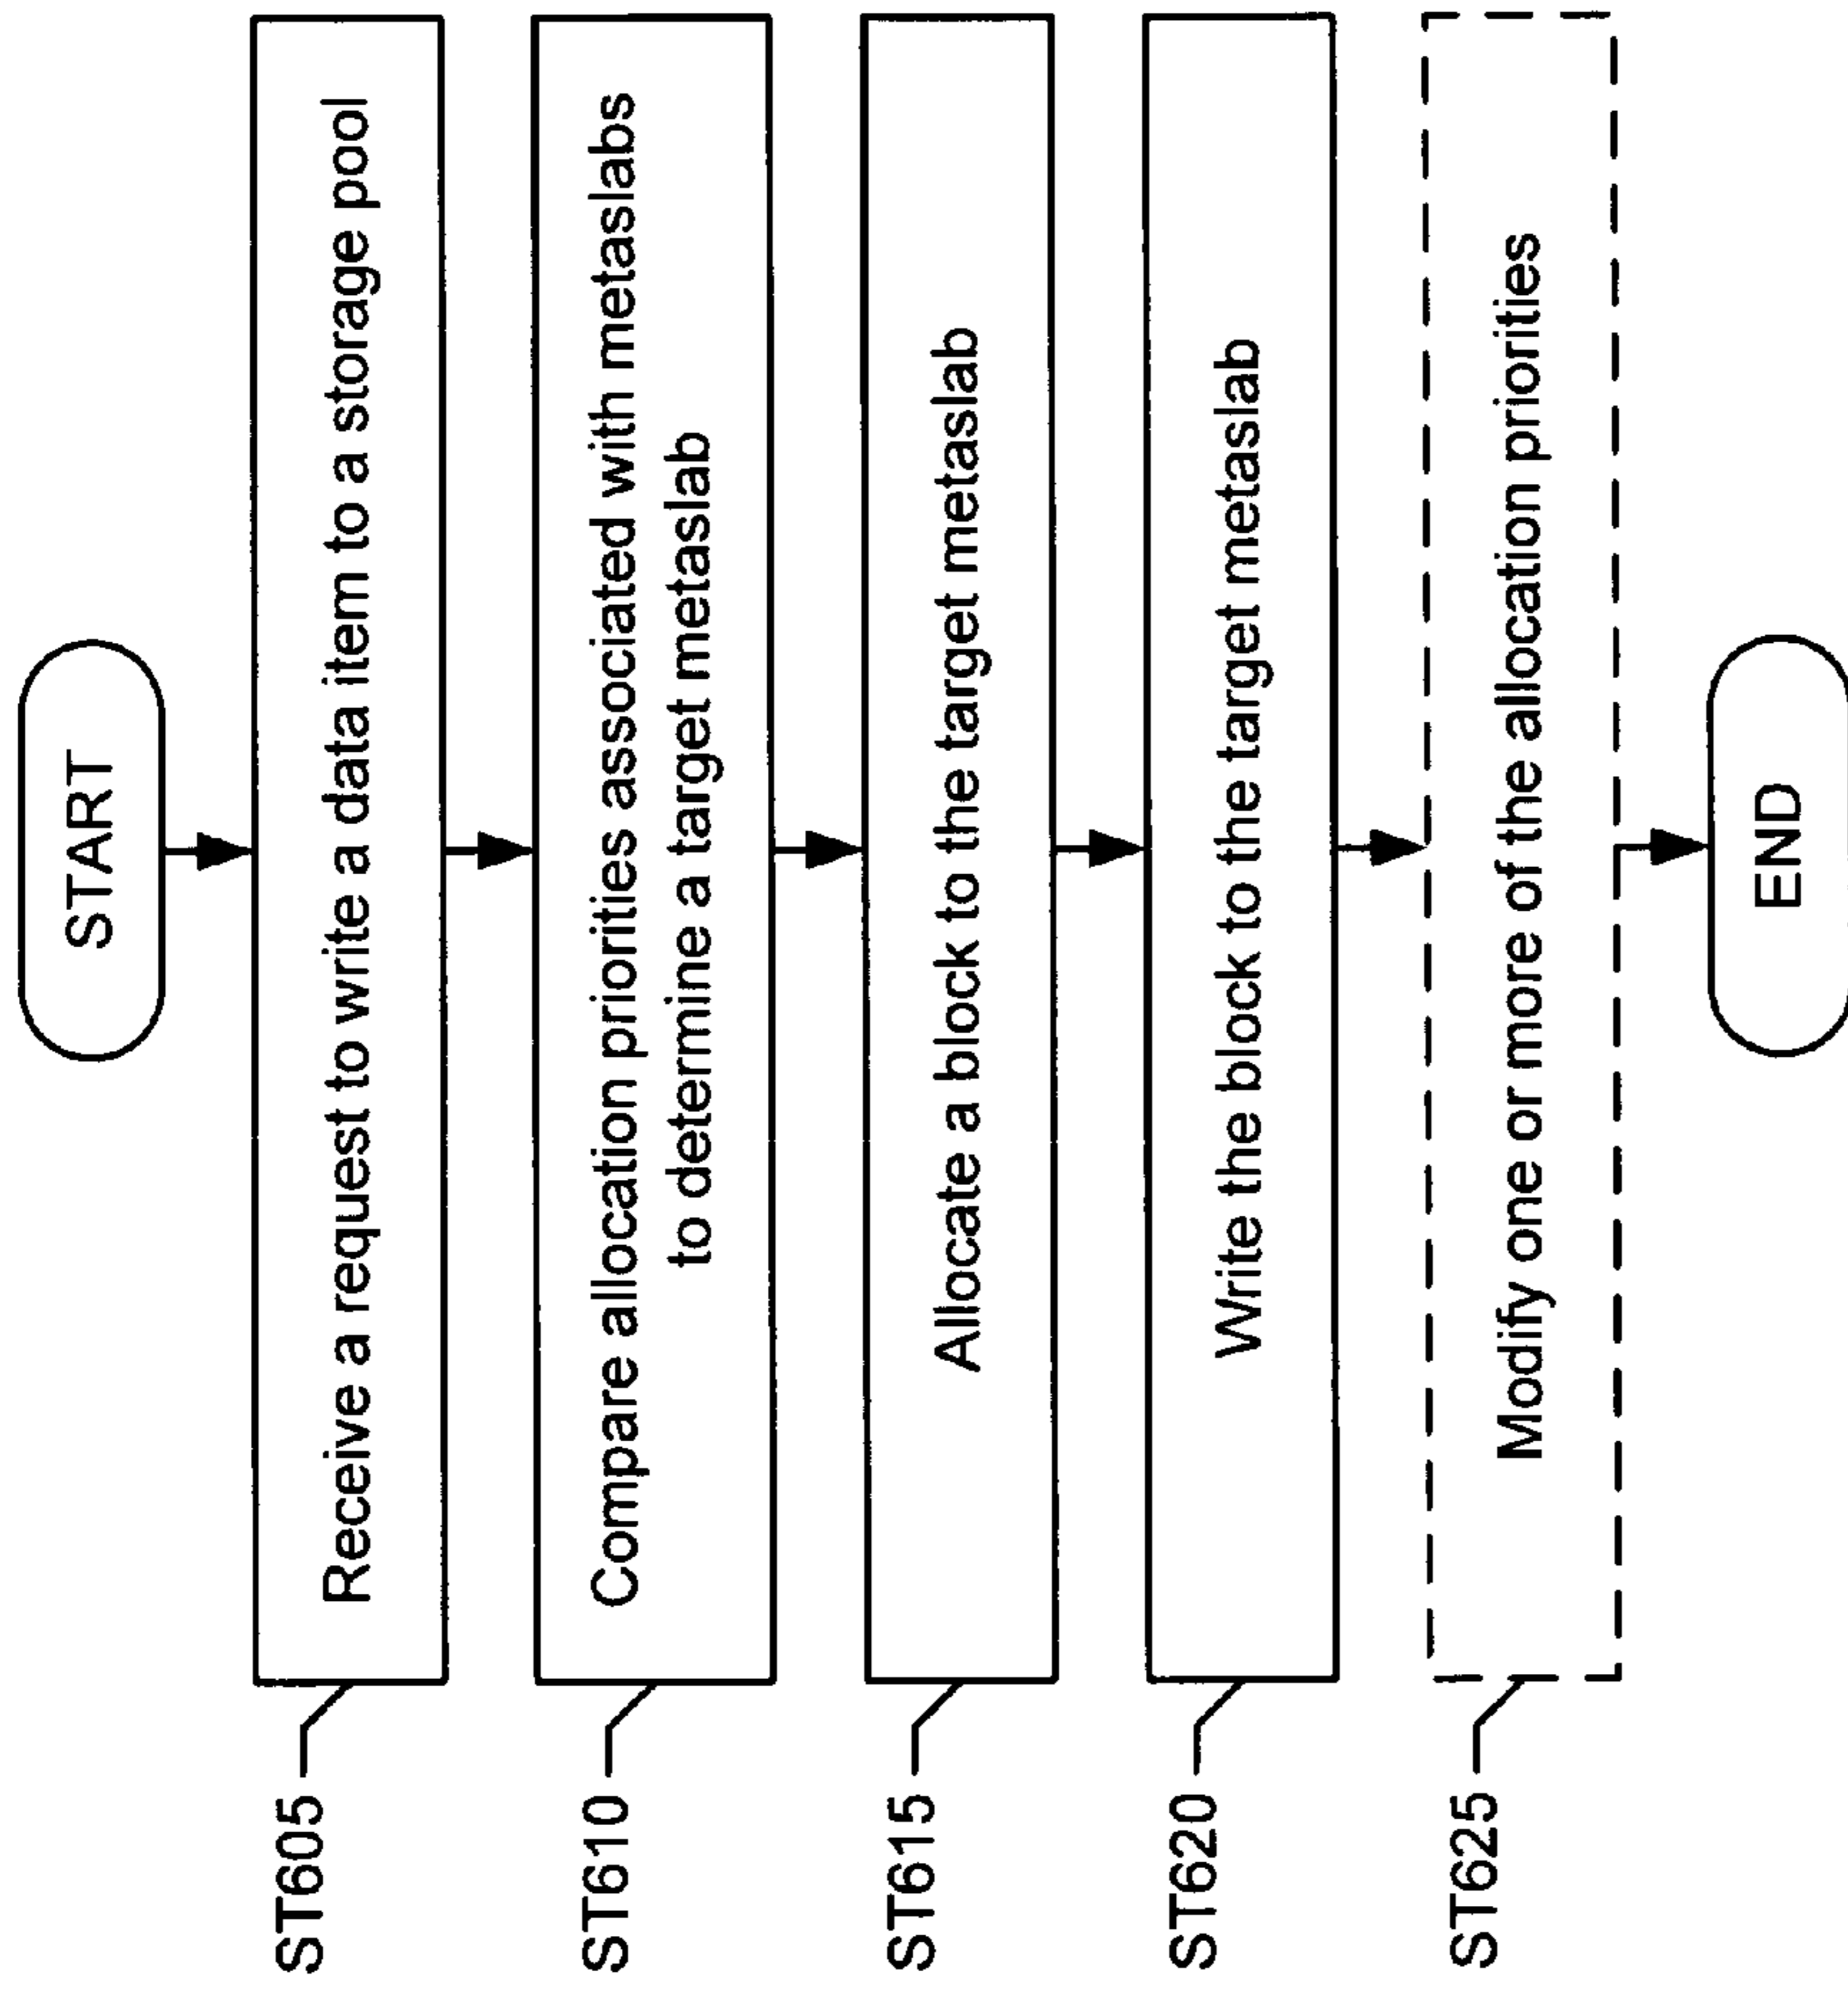 START
ST605
Receive a request to write a data item to a storage pool
ST610
Compare allocation priorities associated with metaslabs
to determine a target metaslab
ST615
Allocate a block to the target metaslab
ST620
Write the block to the target metaslab
ST625
Modify one or more of the allocation priorities
END